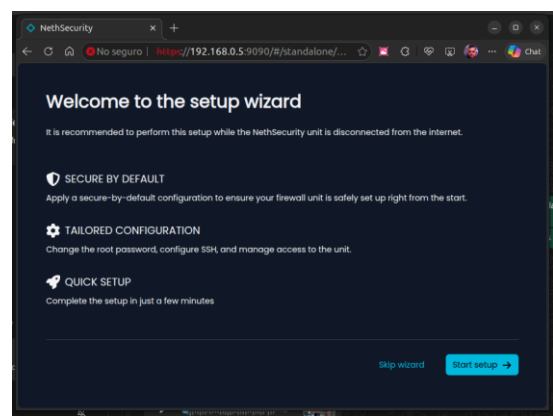 NethSecurity
No seguro | https://192.168.0.5:9090/#/standalone/...
Chat
Welcome to the setup wizard
It is recommended to perform this setup while the NethSecurity unit is disconnected from the internet.
SECURE BY DEFAULT
Apply a secure-by-default configuration to ensure your firewall unit is safely set up right from the start.
TAILORED CONFIGURATION
Change the root password, configure SSH, and manage access to the unit.
QUICK SETUP
Complete the setup in just a few minutes
Skip wizard
Start setup